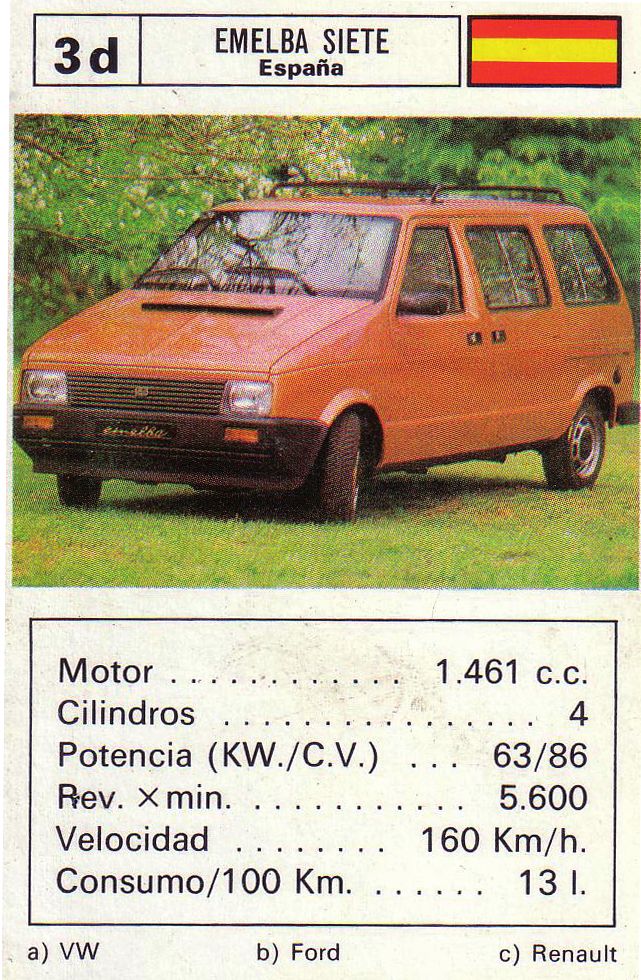 3d
EMELBA SIETE
España
emelba
Motor . . . . . . . . . . . . 1.461 c.c.
Cilindros . . . . . . . . . . . . . . . . . 4
Potencia (KW./C.V.) . . . 63/86
Rev. × min. . . . . . . . . . . . 5.600
Velocidad . . . . . . . . 160 Km/h.
Consumo/100 Km. . . . . . . 13 l.
a) VW b) Ford c) Renault